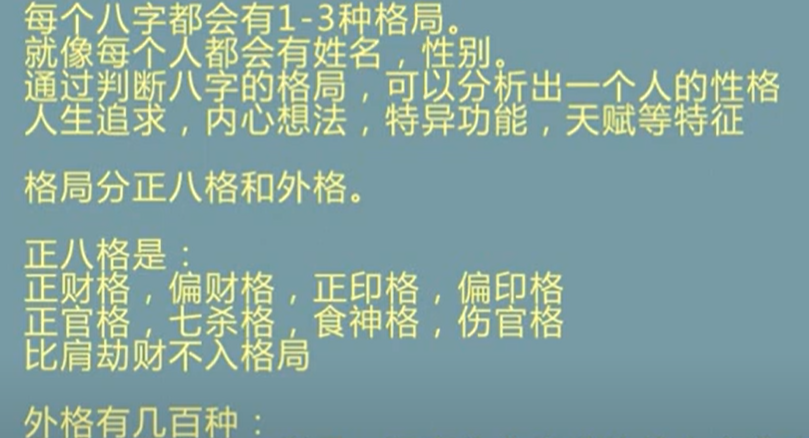 每个八字都会有1-3种格局。
就像每个人都会有姓名，性别。
通过判断八字的格局，可以分析出一个人的性格
人生追求，内心想法，特异功能，天赋等特征
格局分正八格和外格。
正八格是：
正财格，偏财格，正印格，偏印格
正官格，七杀格，食神格，伤官格
比肩劫财不入格局
外格有几百种：